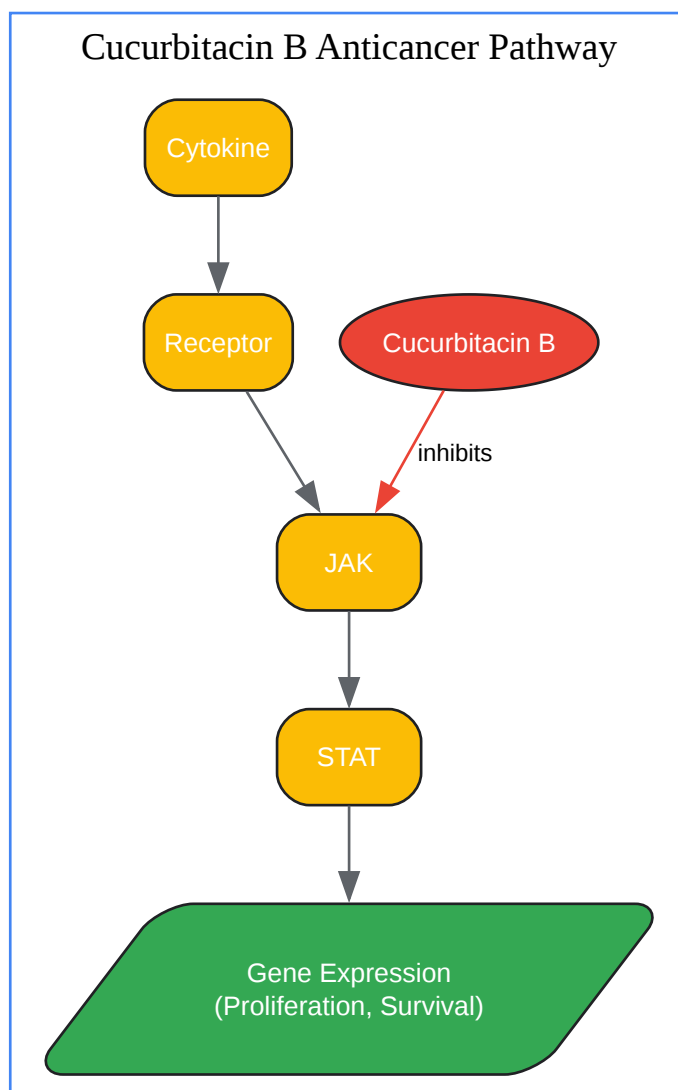 Cucurbitacin B Anticancer Pathway
Cytokine
Receptor
Cucurbitacin B
inhibits
JAK
STAT
Gene Expression
(Proliferation, Survival)